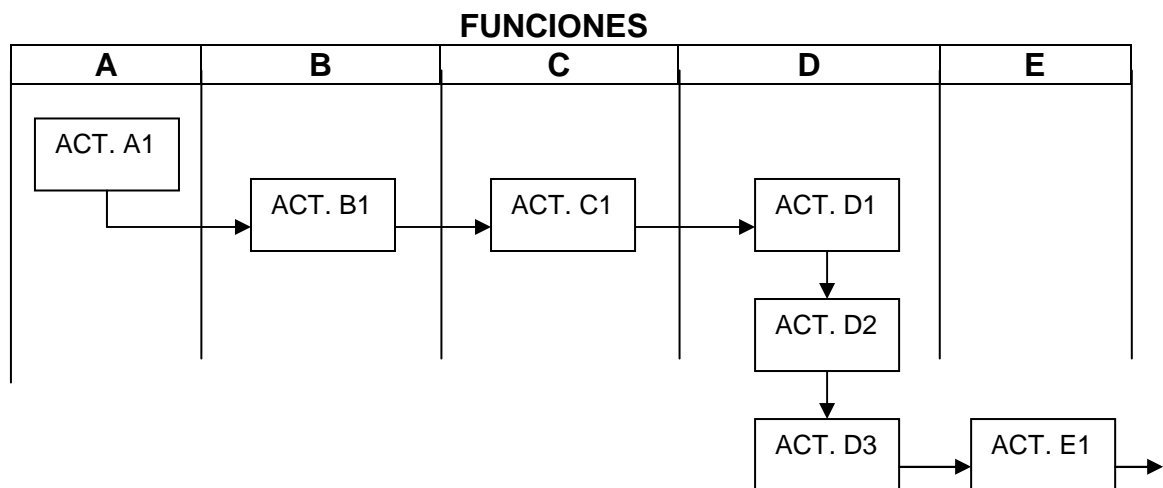 FUNCIONES
A B C D E
ACT. A1
ACT. B1 ACT. C1 ACT. D1
ACT. D2
ACT. D3 ACT. E1